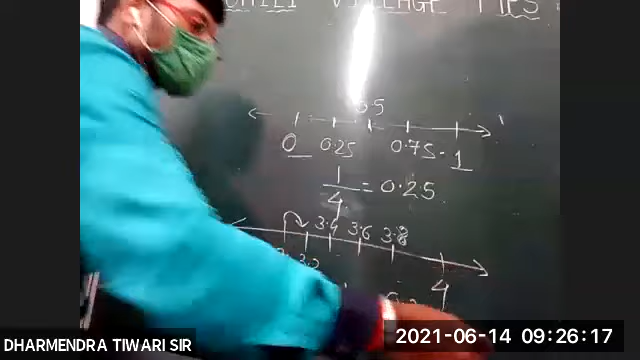 VILLAGE
0.5
0 0.25 0.75 1
1/4 = 0.25
3.4 3.6 3.8
4
DHARMENDRA TIWARI SIR
2021-06-14 09:26:17